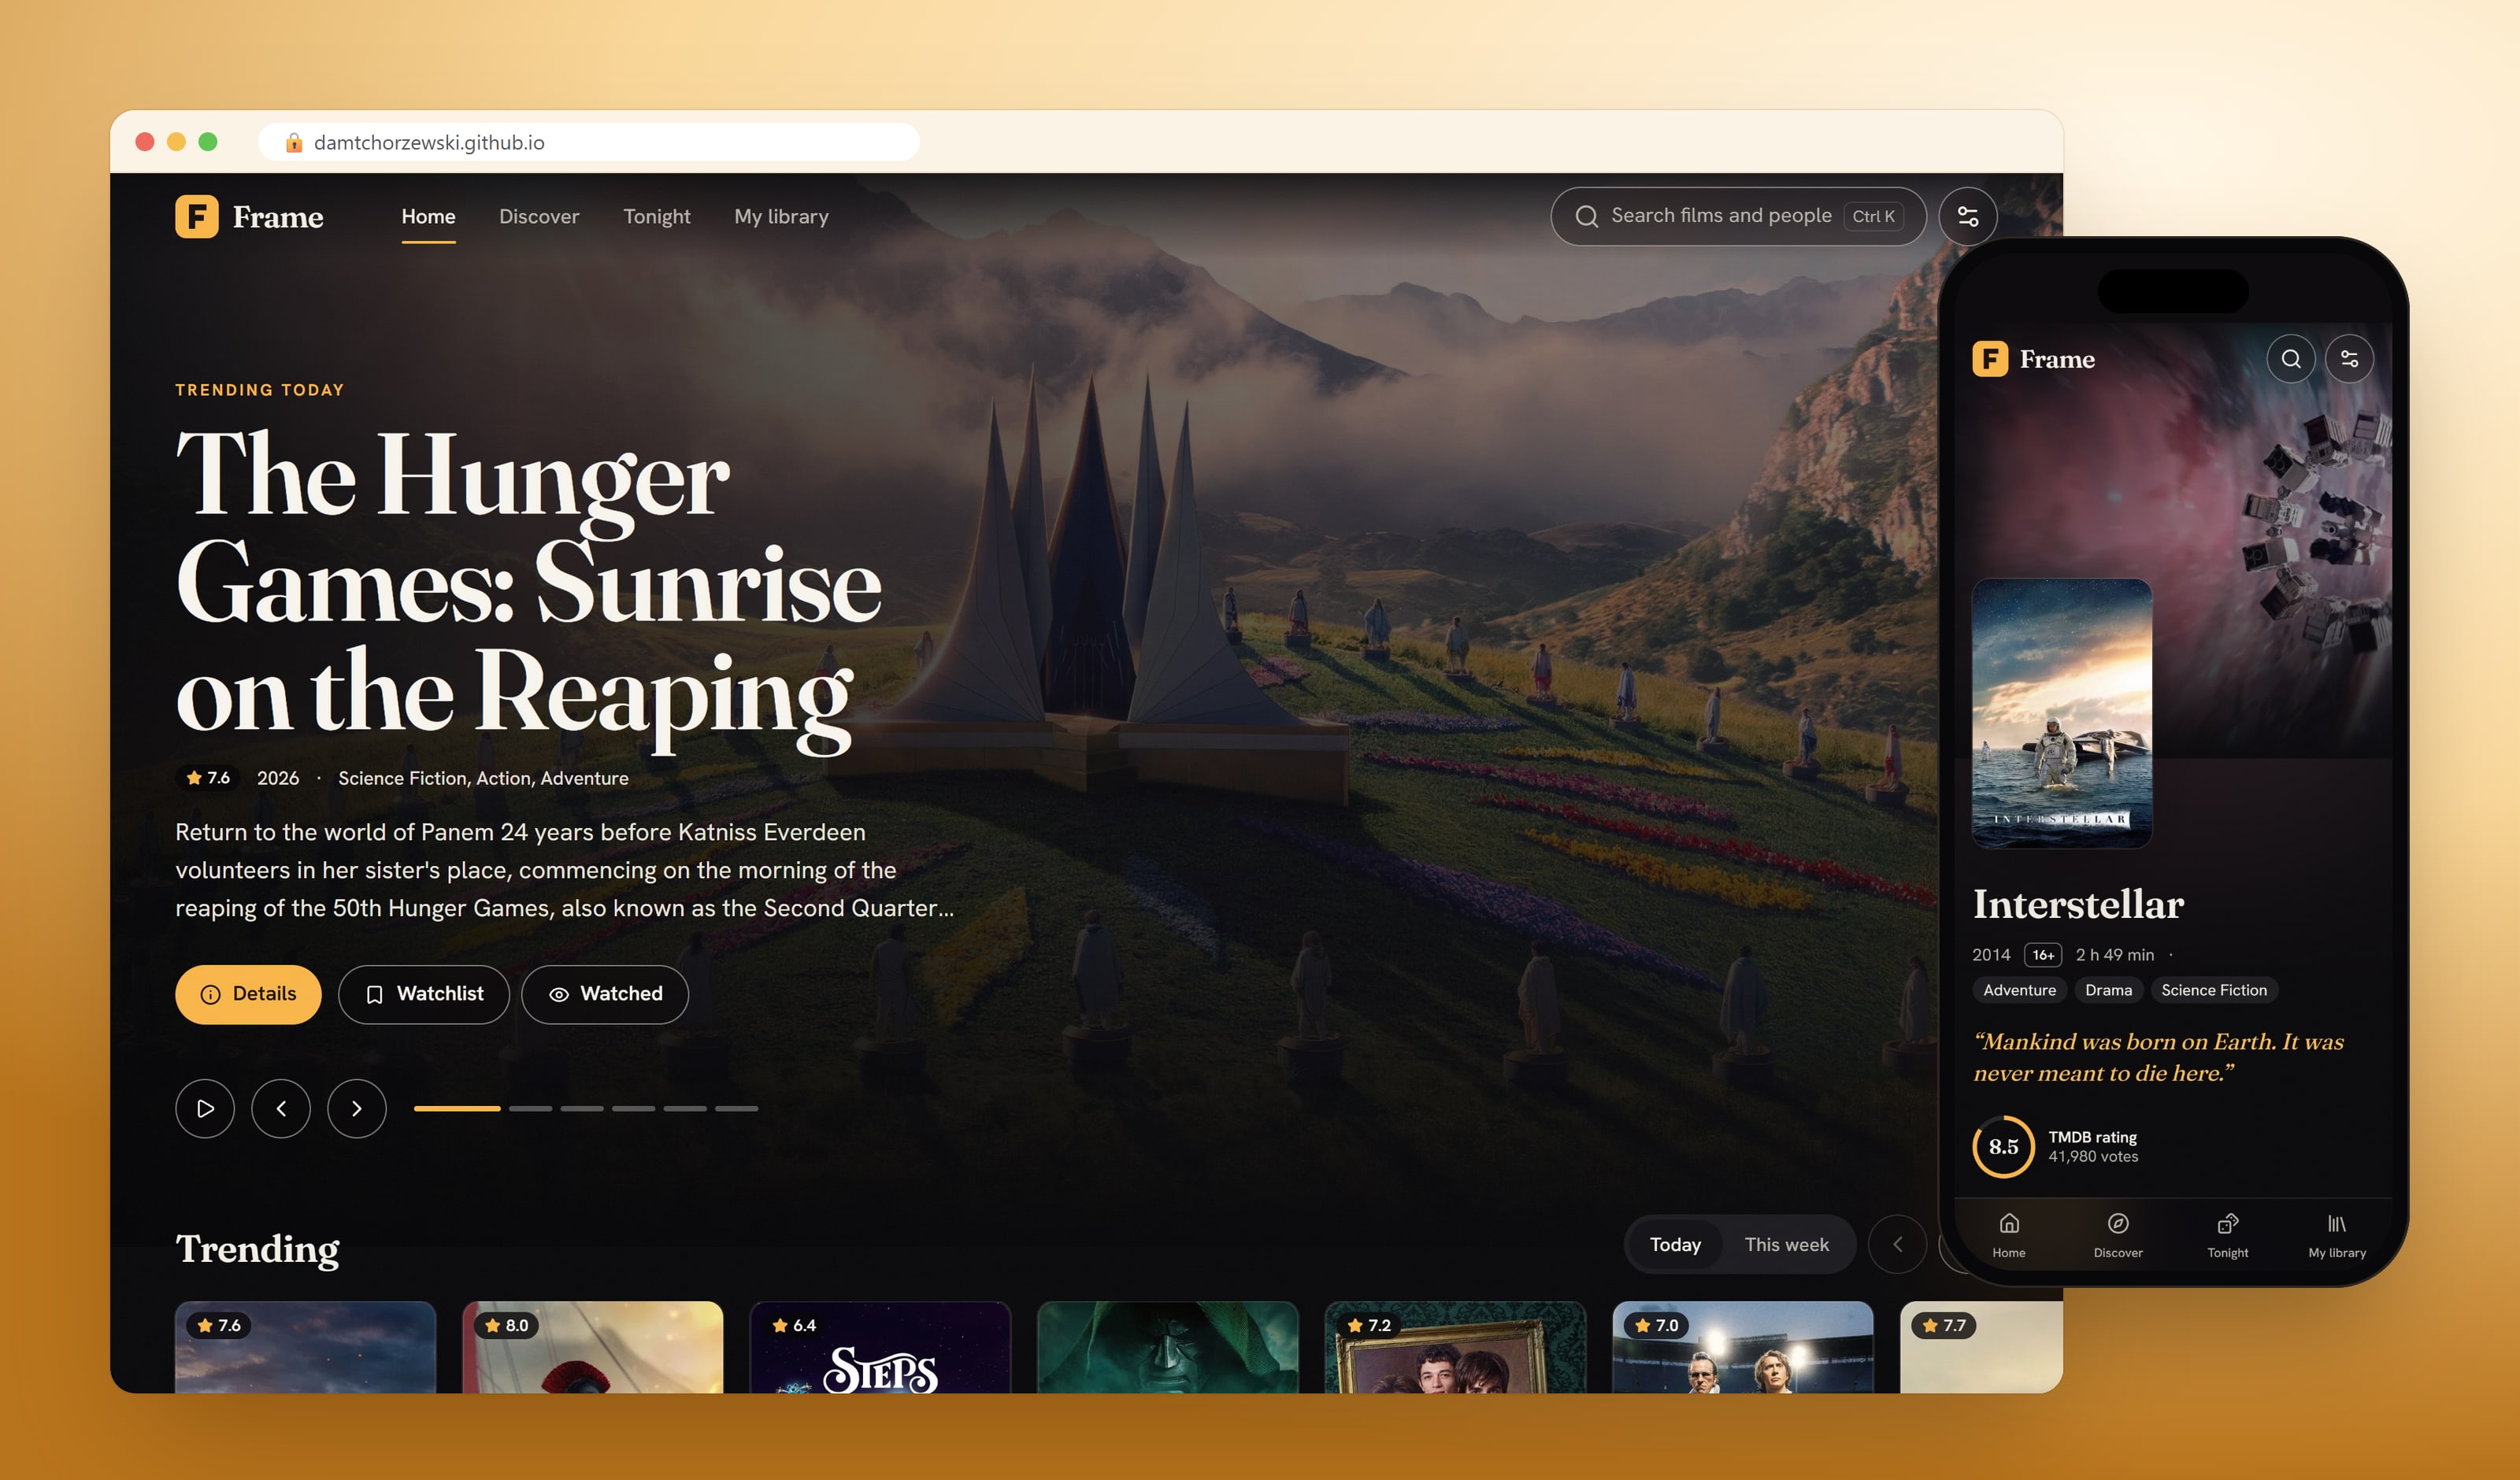 damtchorzewski.github.io
F Frame
Home Discover Tonight My library
Search films and people Ctrl K
TRENDING TODAY
The Hunger
Games: Sunrise
on the Reaping
7.6 2026 · Science Fiction, Action, Adventure
Return to the world of Panem 24 years before Katniss Everdeen
volunteers in her sister's place, commencing on the morning of the
reaping of the 50th Hunger Games, also known as the Second Quarter...
Details Watchlist Watched
Trending
Today This week
7.6 8.0 6.4 7.2 7.0 7.7
STEPS
F Frame
INTERSTELLAR
Interstellar
2014 16+ 2 h 49 min ·
Adventure Drama Science Fiction
“Mankind was born on Earth. It was
never meant to die here.”
8.5
TMDB rating
41,980 votes
Home Discover Tonight My library